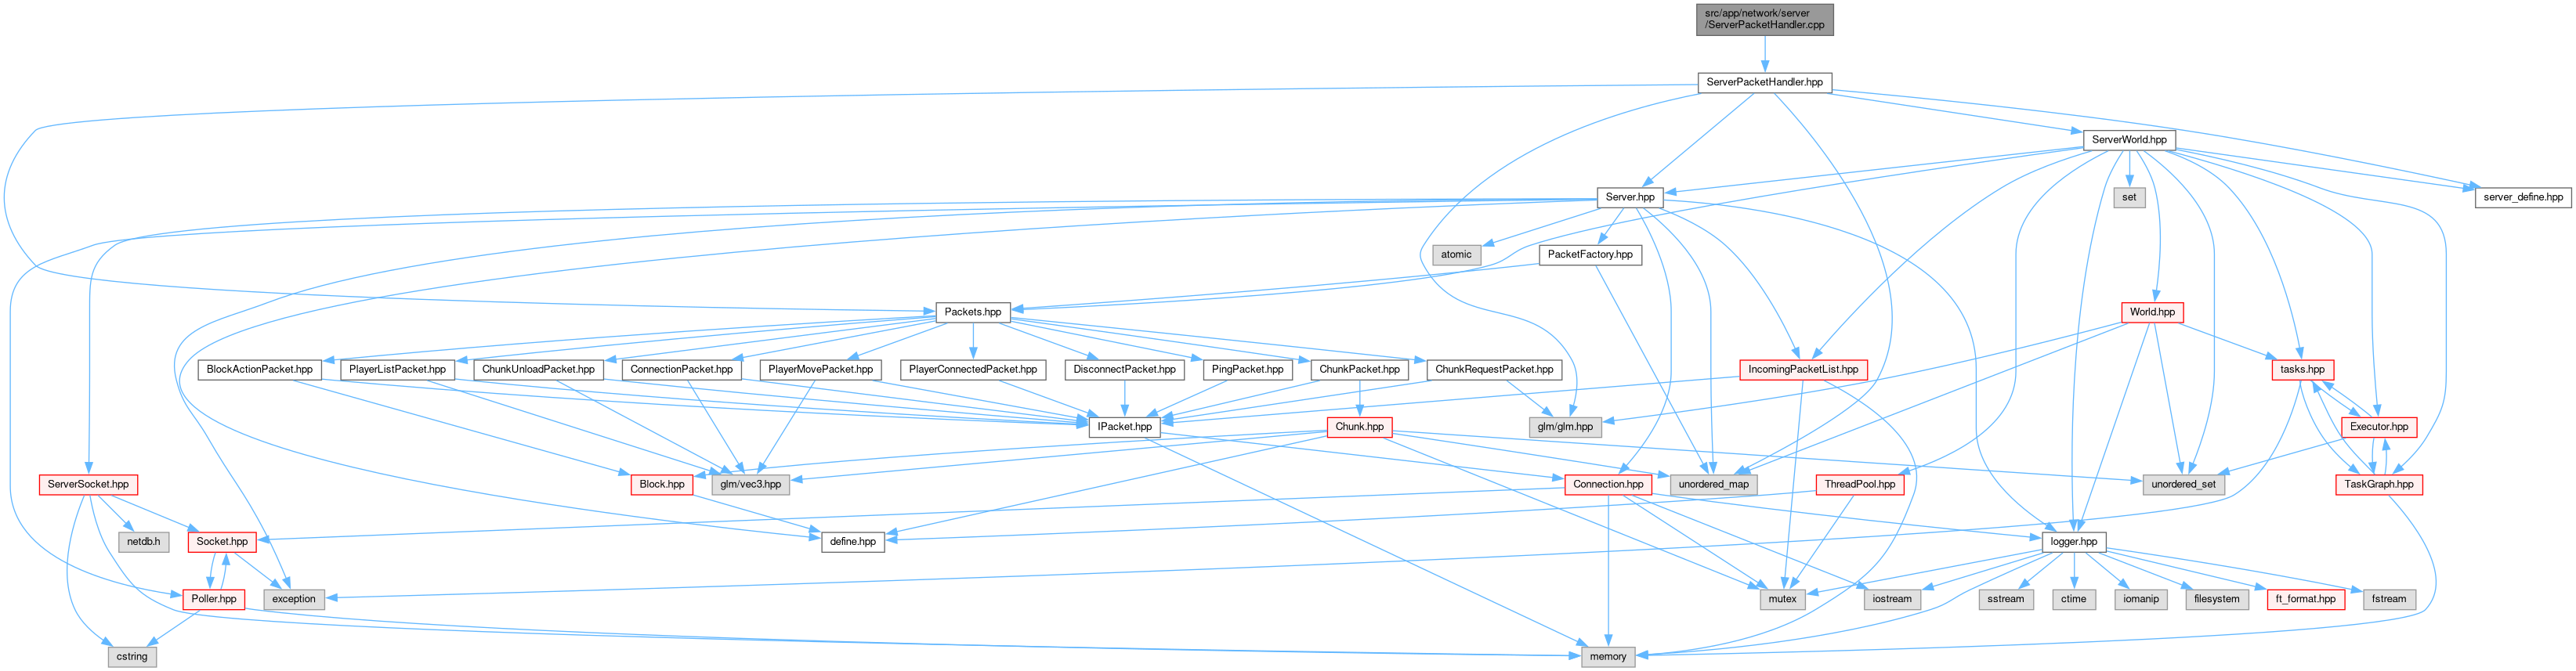 src/app/network/server
/ServerPacketHandler.cpp
ServerPacketHandler.hpp
ServerWorld.hpp
Server.hpp
set
server_define.hpp
atomic
PacketFactory.hpp
Packets.hpp
World.hpp
BlockActionPacket.hpp
PlayerListPacket.hpp
ChunkUnloadPacket.hpp
ConnectionPacket.hpp
PlayerMovePacket.hpp
PlayerConnectedPacket.hpp
DisconnectPacket.hpp
PingPacket.hpp
ChunkPacket.hpp
ChunkRequestPacket.hpp
IncomingPacketList.hpp
tasks.hpp
IPacket.hpp
Chunk.hpp
glm/glm.hpp
Executor.hpp
ServerSocket.hpp
Block.hpp
glm/vec3.hpp
Connection.hpp
unordered_map
ThreadPool.hpp
unordered_set
TaskGraph.hpp
netdb.h
Socket.hpp
define.hpp
logger.hpp
Poller.hpp
exception
mutex
iostream
sstream
ctime
iomanip
filesystem
ft_format.hpp
fstream
cstring
memory